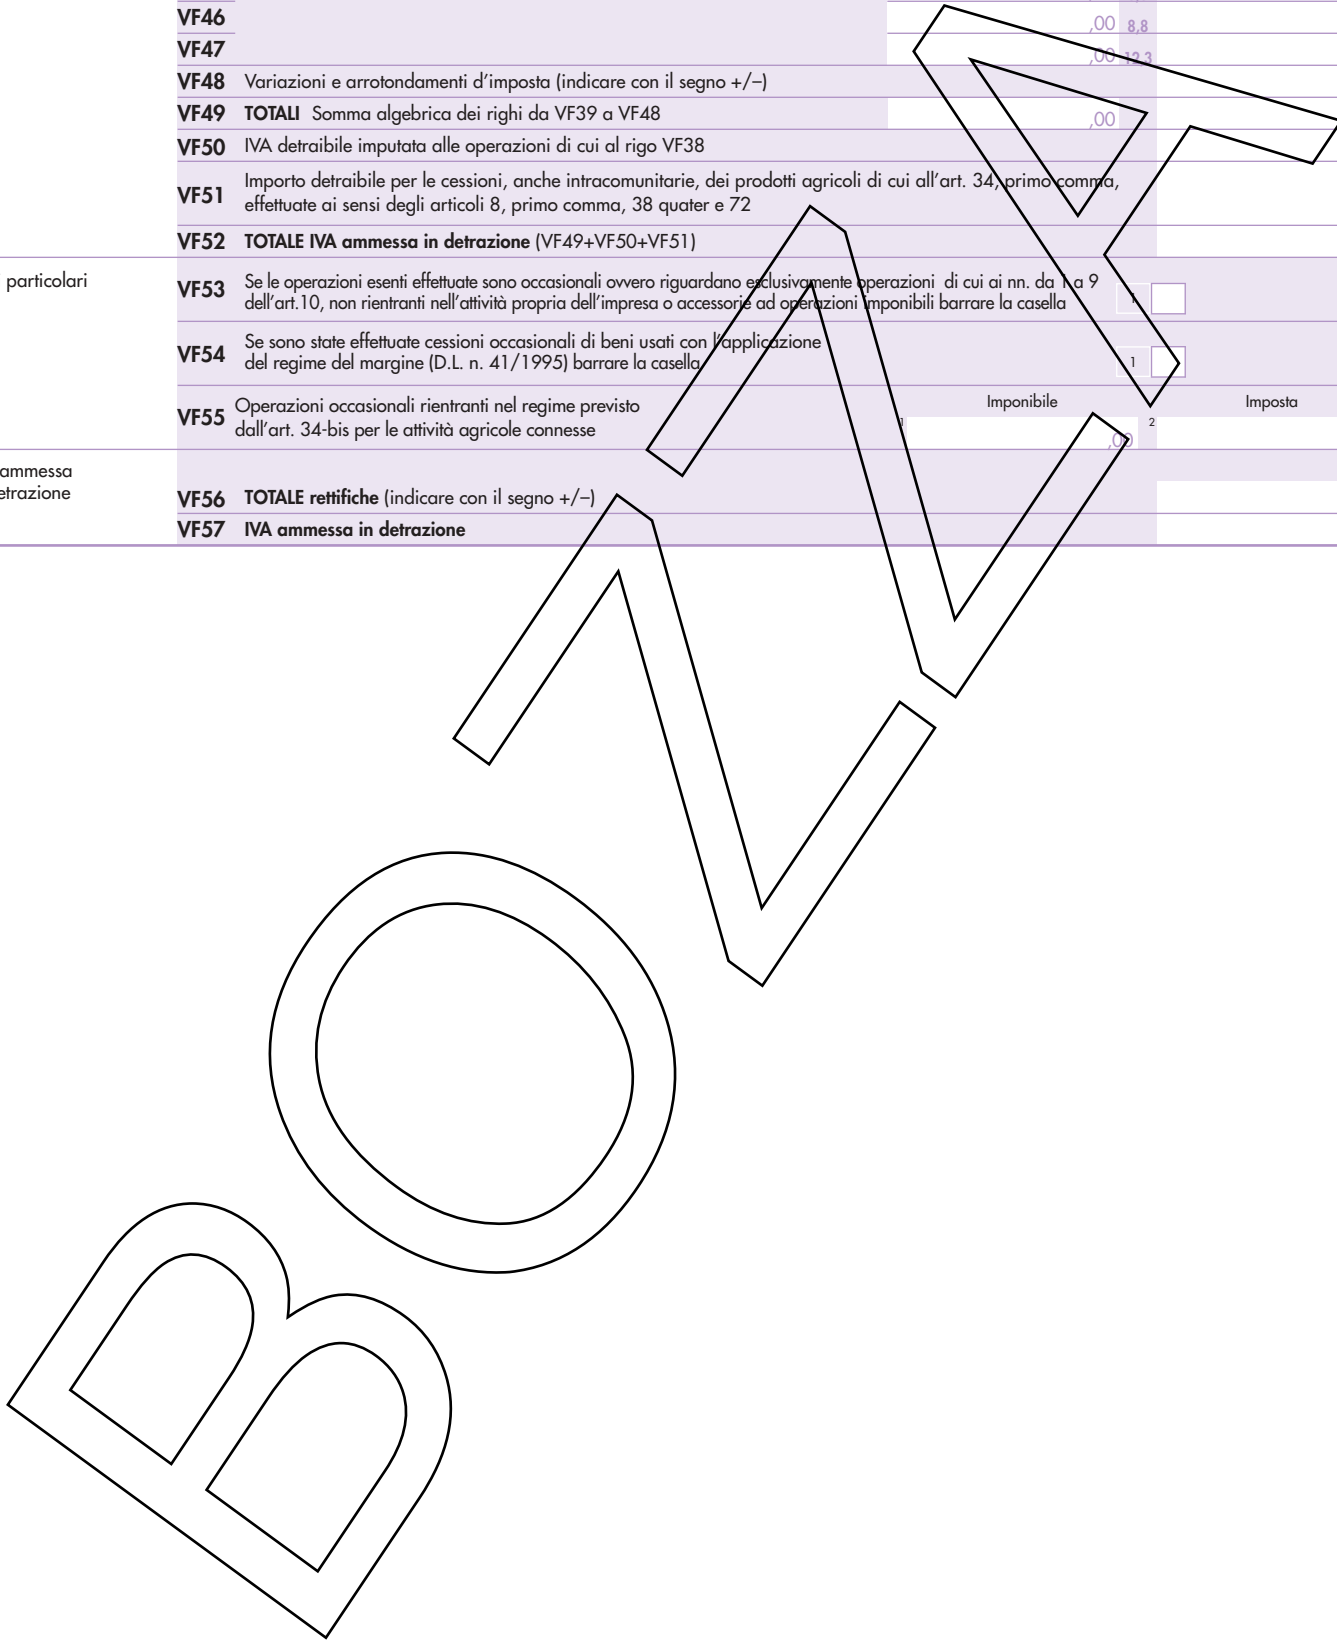 VF46 ,00 8,8
VF47 ,00 12,3
VF48 Variazioni e arrotondamenti d'imposta (indicare con il segno +/–)
VF49 TOTALI Somma algebrica dei righi da VF39 a VF48 ,00
VF50 IVA detraibile imputata alle operazioni di cui al rigo VF38
VF51 Importo detraibile per le cessioni, anche intracomunitarie, dei prodotti agricoli di cui all'art. 34, primo comma,
effettuate ai sensi degli articoli 8, primo comma, 38 quater e 72
VF52 TOTALE IVA ammessa in detrazione (VF49+VF50+VF51)
particolari
VF53 Se le operazioni esenti effettuate sono occasionali ovvero riguardano esclusivamente operazioni di cui ai nn. da 1 a 9
dell'art.10, non rientranti nell'attività propria dell'impresa o accessorie ad operazioni imponibili barrare la casella 1
VF54 Se sono state effettuate cessioni occasionali di beni usati con l'applicazione
del regime del margine (D.L. n. 41/1995) barrare la casella 1
VF55 Operazioni occasionali rientranti nel regime previsto
dall'art. 34-bis per le attività agricole connesse
Imponibile Imposta
1 ,00 2
ammessa
etrazione
VF56 TOTALE rettifiche (indicare con il segno +/–)
VF57 IVA ammessa in detrazione
BOZZA